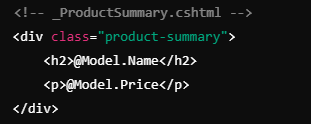 <!-- _ProductSummary.cshtml -->
<div class="product-summary">
    <h2>@Model.Name</h2>
    <p>@Model.Price</p>
</div>